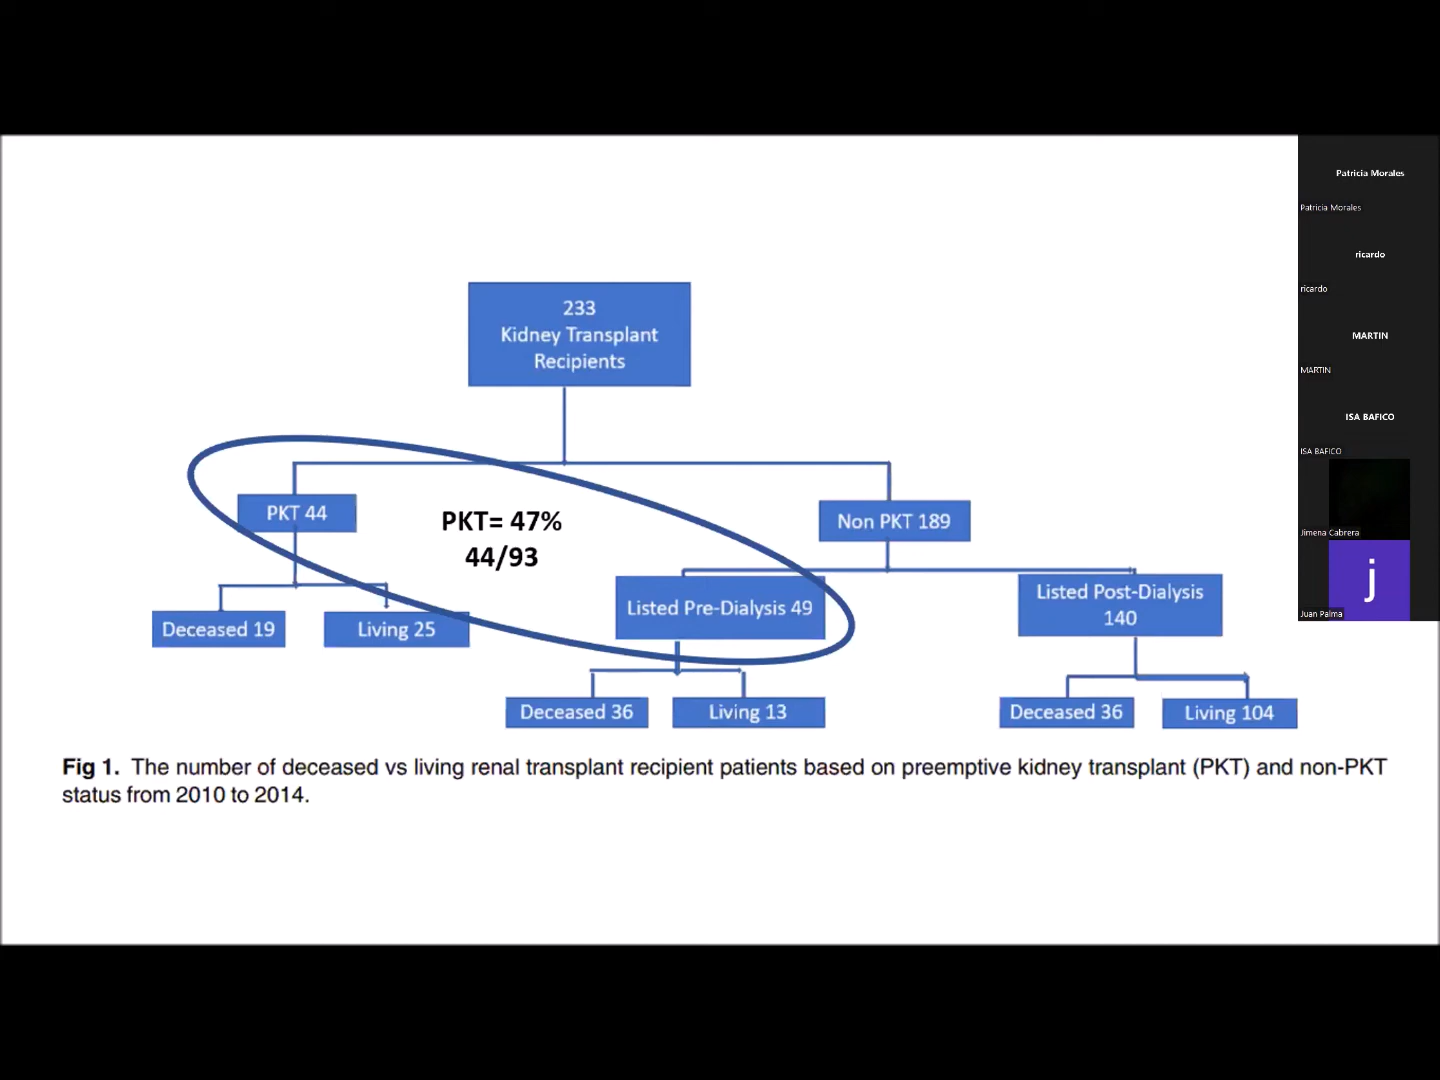 233
Kidney Transplant
Recipients
PKT 44
PKT= 47%
44/93
Non PKT 189
Deceased 19
Living 25
Listed Pre-Dialysis 49
Listed Post-Dialysis
140
Deceased 36
Living 13
Deceased 36
Living 104
Fig 1. The number of deceased vs living renal transplant recipient patients based on preemptive kidney transplant (PKT) and non-PKT
status from 2010 to 2014.
Patricia Morales
Patricia Morales
ricardo
ricardo
MARTIN
MARTIN
ISA BAFICO
ISA BAFICO
Jimena Cabrera
j
Juan Palma